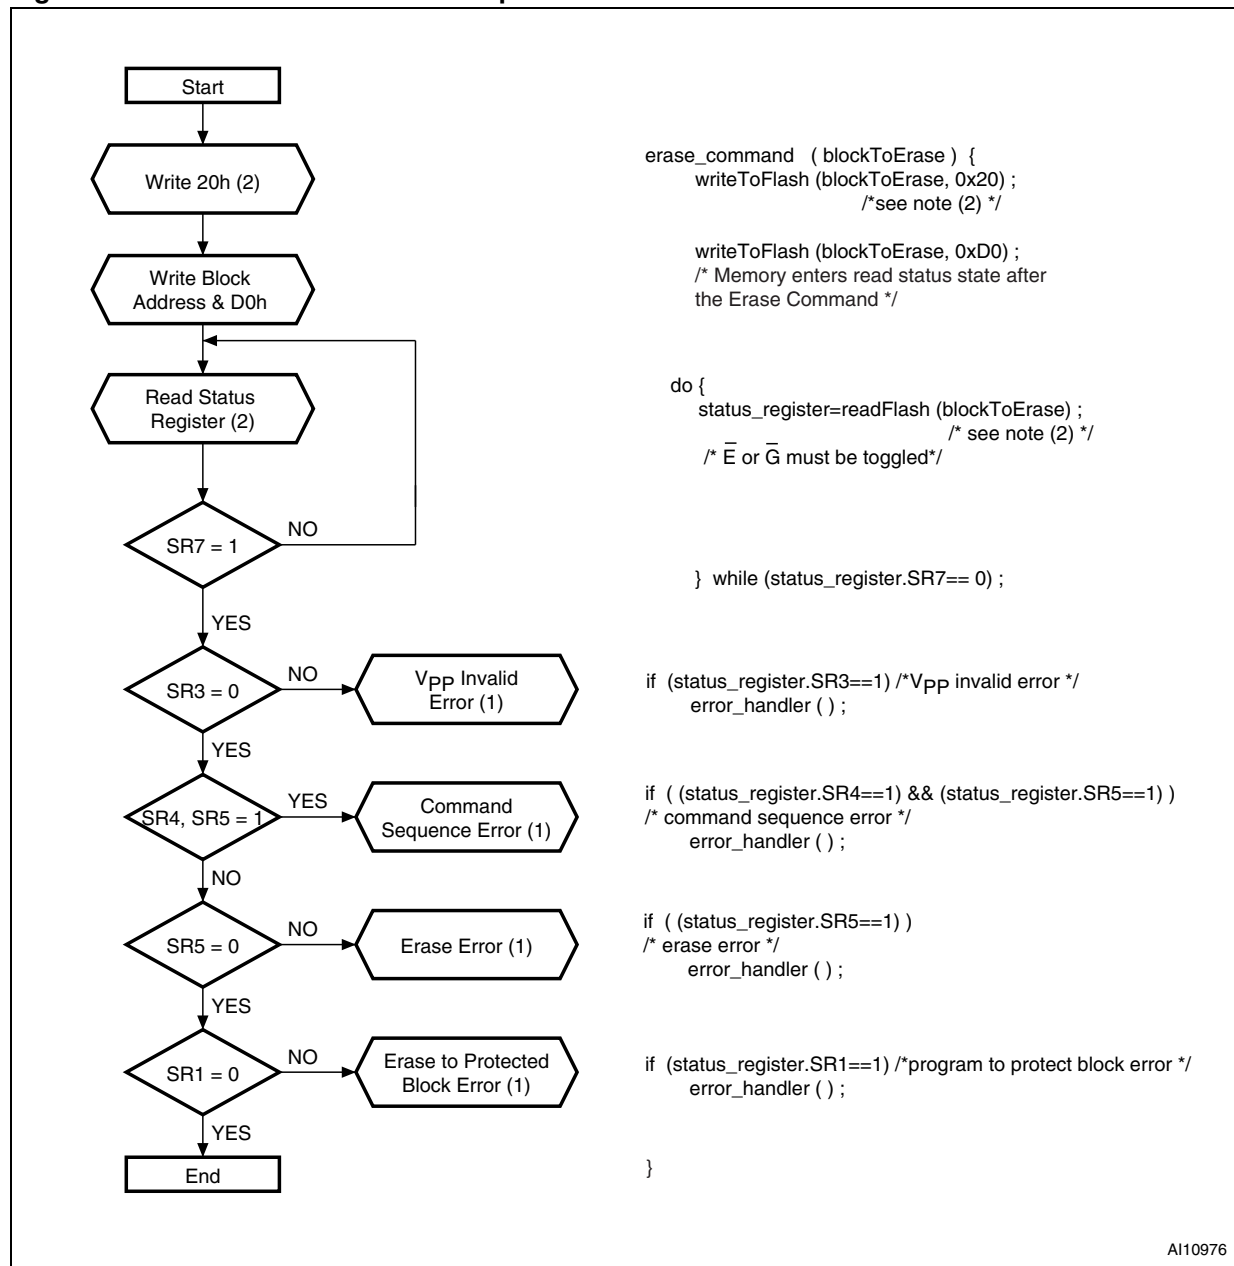 Start
Write 20h (2)
Write Block
Address & D0h
Read Status
Register (2)
SR7 = 1
NO
YES
SR3 = 0
NO
VPP Invalid
Error (1)
YES
SR4, SR5 = 1
YES
Command
Sequence Error (1)
NO
SR5 = 0
NO
Erase Error (1)
YES
SR1 = 0
NO
Erase to Protected
Block Error (1)
YES
End
erase_command ( blockToErase ) {
writeToFlash (blockToErase, 0x20) ;
/*see note (2) */
writeToFlash (blockToErase, 0xD0) ;
/* Memory enters read status state after
the Erase Command */
do {
status_register=readFlash (blockToErase) ;
/* see note (2) */
/* E̅ or G̅ must be toggled*/
} while (status_register.SR7== 0) ;
if (status_register.SR3==1) /*VPP invalid error */
error_handler ( ) ;
if ( (status_register.SR4==1) && (status_register.SR5==1) )
/* command sequence error */
error_handler ( ) ;
if ( (status_register.SR5==1) )
/* erase error */
error_handler ( ) ;
if (status_register.SR1==1) /*program to protect block error */
error_handler ( ) ;
}
AI10976